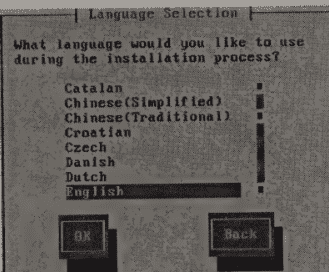 Language Selection
What language would you like to use
during the installation process?
Catalan
Chinese(Simplified)
Chinese(Traditional)
Croatian
Czech
Danish
Dutch
English
OK
Back